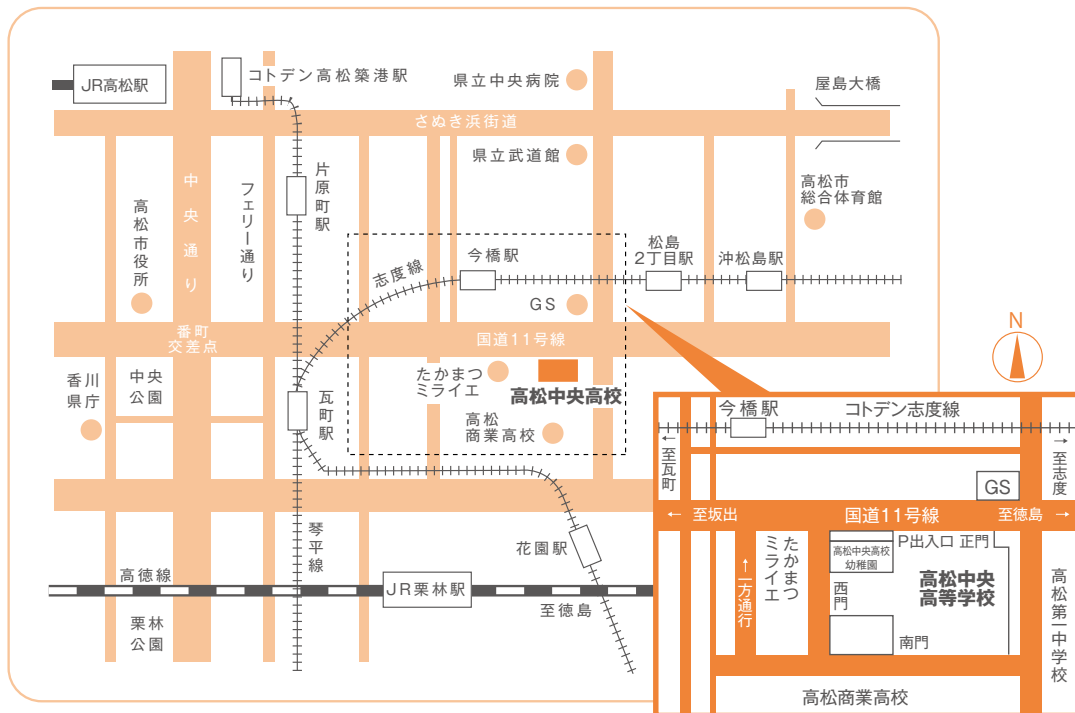 JR高松駅
コトデン高松築港駅
県立中央病院
屋島大橋
さぬき浜街道
県立武道館
高松市
総合体育館
中央通り
フェリー通り
片原町駅
高松市役所
志度線
今橋駅
松島
2丁目駅
沖松島駅
GS
番町
交差点
国道11号線
香川
県庁
中央
公園
瓦町駅
たかまつ
ミライエ
高松中央高校
高松
商業高校
琴平線
花園駅
高徳線
JR栗林駅
至徳島
栗林
公園
N
今橋駅
コトデン志度線
←至瓦町
→至志度
GS
← 至坂出
国道11号線
至徳島 →
たかまつ
ミライエ
→一方通行
高松中央高校
幼稚園
P出入口 正門
西門
高松中央
高等学校
南門
高松第一中学校
高松商業高校